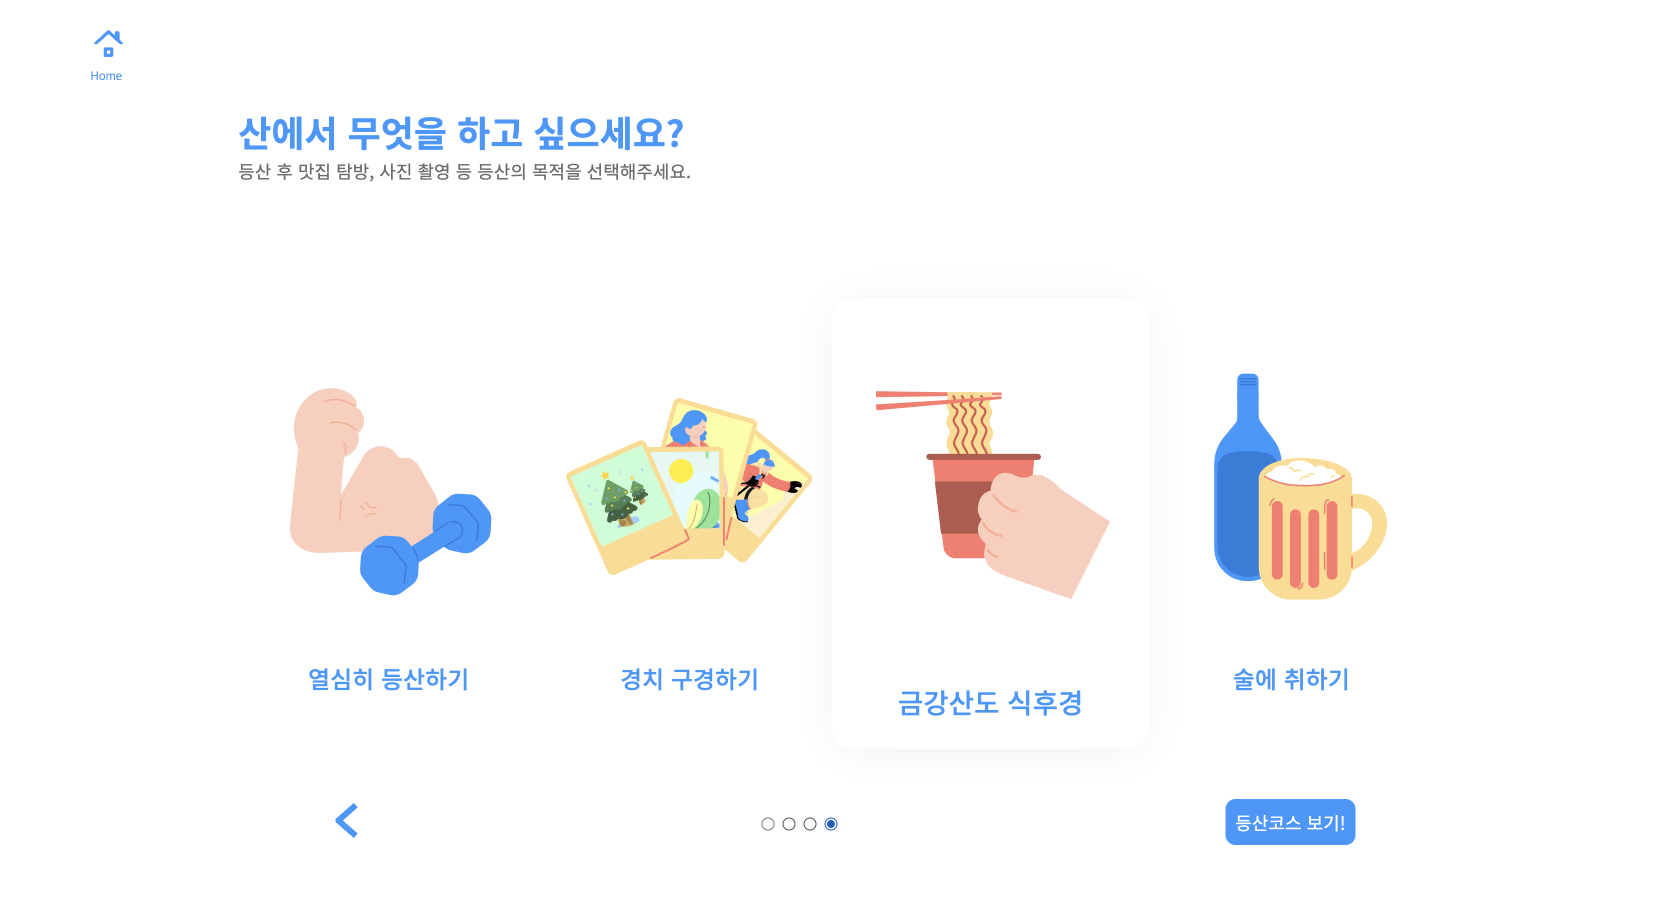 Home
산에서 무엇을 하고 싶으세요?
등산 후 맛집 탐방, 사진 촬영 등 등산의 목적을 선택해주세요.
열심히 등산하기
경치 구경하기
금강산도 식후경
술에 취하기
등산코스 보기!